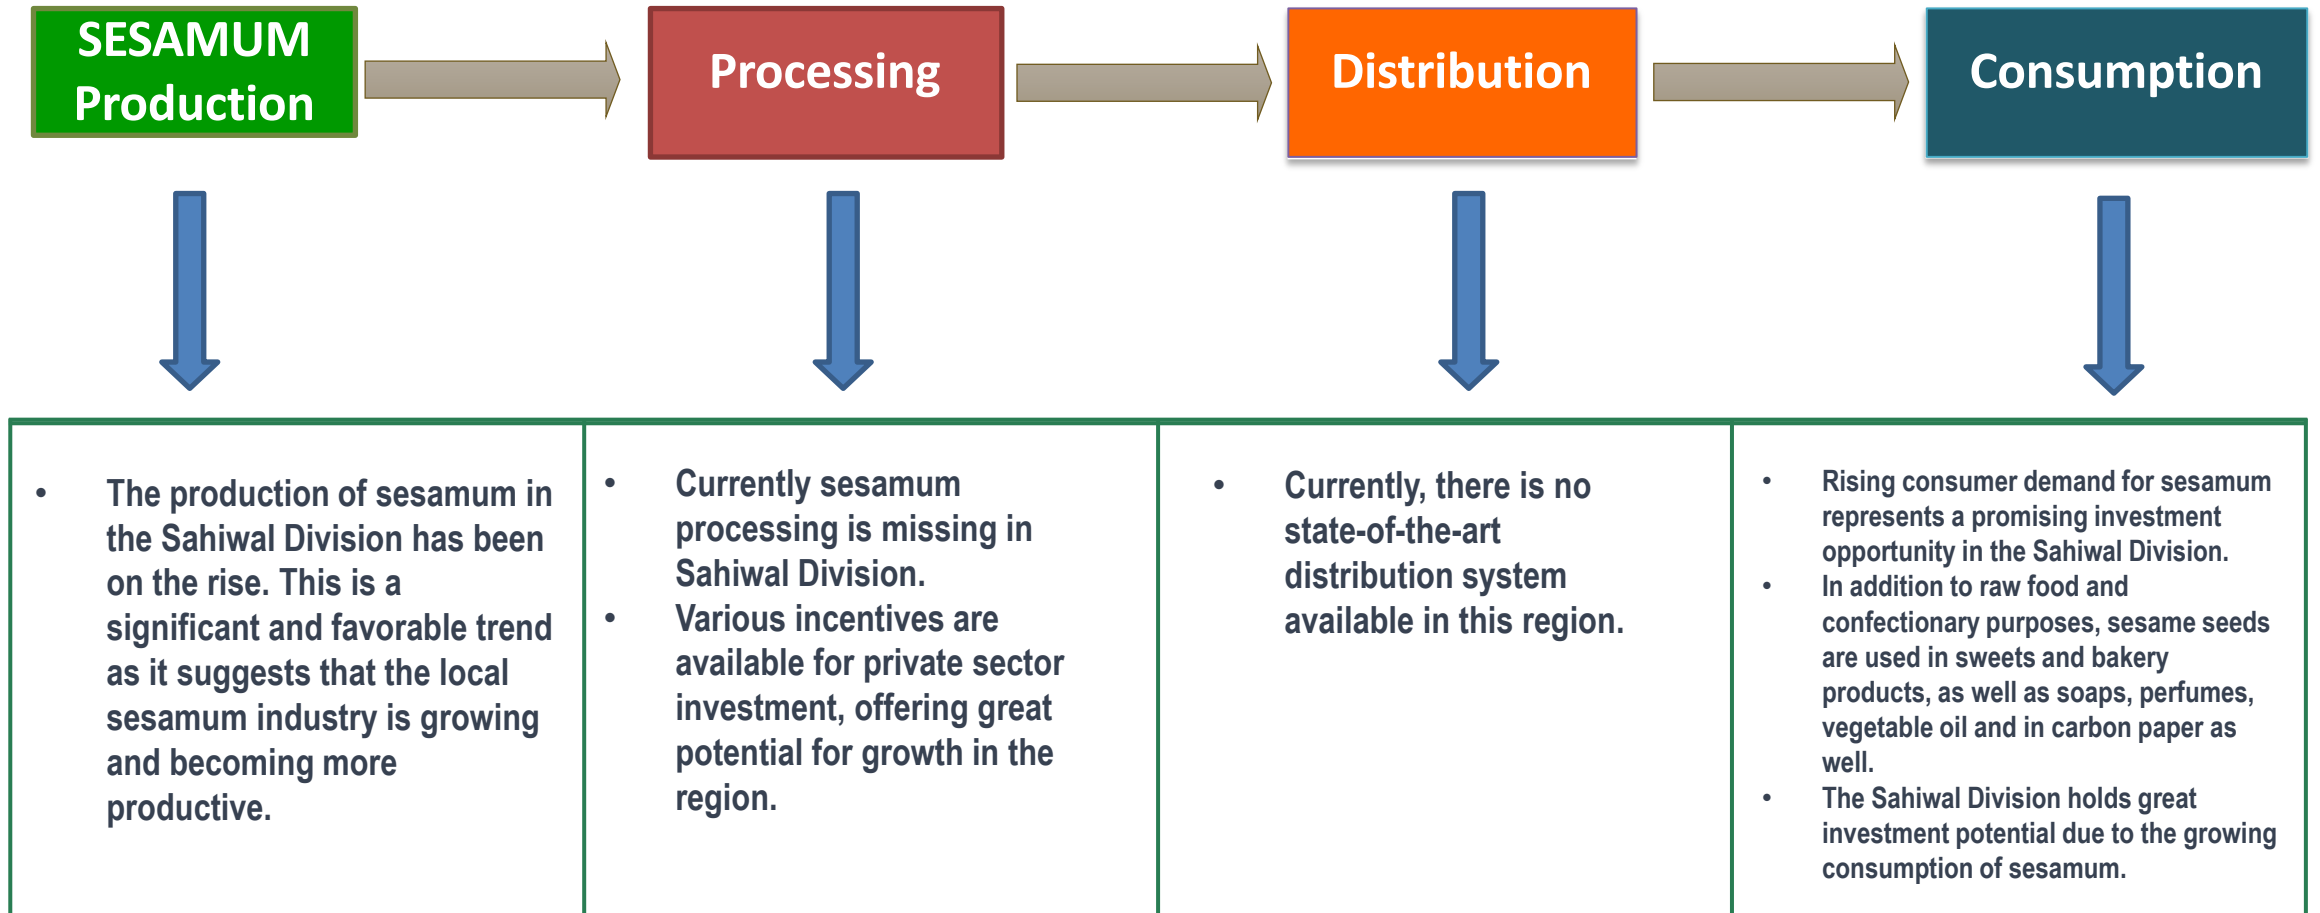 SESAMUM
Production
Processing
Distribution
Consumption
• The production of sesamum in
the Sahiwal Division has been
on the rise. This is a
significant and favorable trend
as it suggests that the local
sesamum industry is growing
and becoming more
productive.
• Currently sesamum
processing is missing in
Sahiwal Division.
• Various incentives are
available for private sector
investment, offering great
potential for growth in the
region.
• Currently, there is no
state-of-the-art
distribution system
available in this region.
• Rising consumer demand for sesamum
represents a promising investment
opportunity in the Sahiwal Division.
• In addition to raw food and
confectionary purposes, sesame seeds
are used in sweets and bakery
products, as well as soaps, perfumes,
vegetable oil and in carbon paper as
well.
• The Sahiwal Division holds great
investment potential due to the growing
consumption of sesamum.